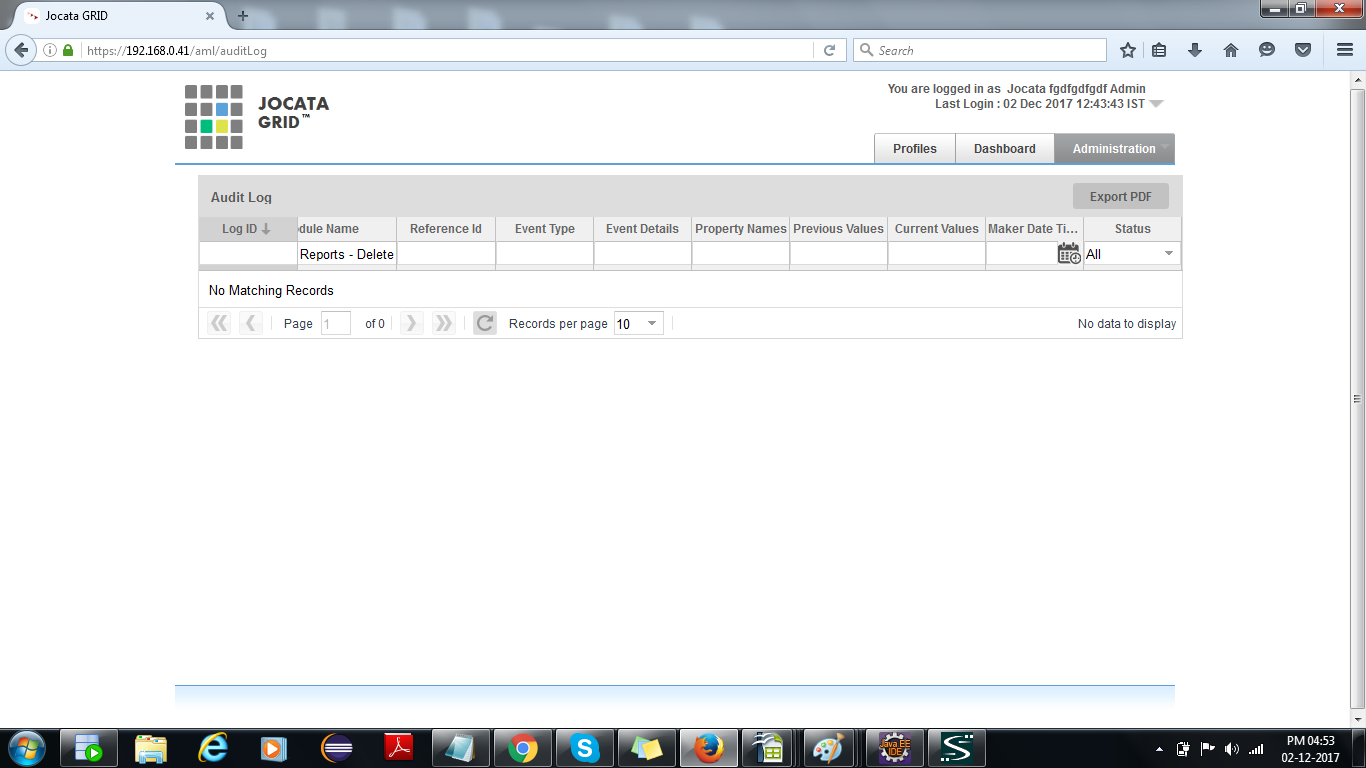 Jocata GRID
https://192.168.0.41/aml/auditLog
Search
JOCATA
GRID™
You are logged in as Jocata fgdfgdfgdf Admin
Last Login : 02 Dec 2017 12:43:43 IST
Profiles Dashboard Administration
Audit Log
Export PDF
Log ID dule Name Reference Id Event Type Event Details Property Names Previous Values Current Values Maker Date Ti... Status
Reports - Delete All
No Matching Records
Page 1 of 0 Records per page 10 No data to display
Java EE
IDE
PM 04:53
02-12-2017